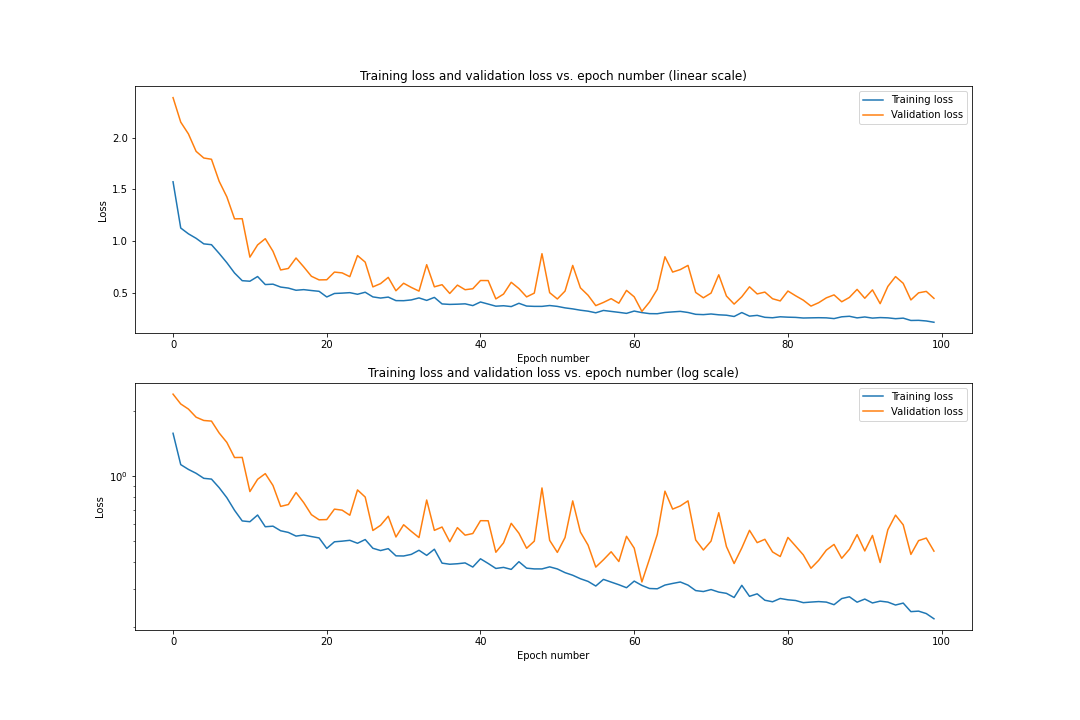 Training loss and validation loss vs. epoch number (linear scale)
Training loss
Validation loss
2.0
1.5
1.0
0.5
Loss
0 20 40 60 80 100
Epoch number
Training loss and validation loss vs. epoch number (log scale)
Training loss
Validation loss
10⁰
Loss
0 20 40 60 80 100
Epoch number